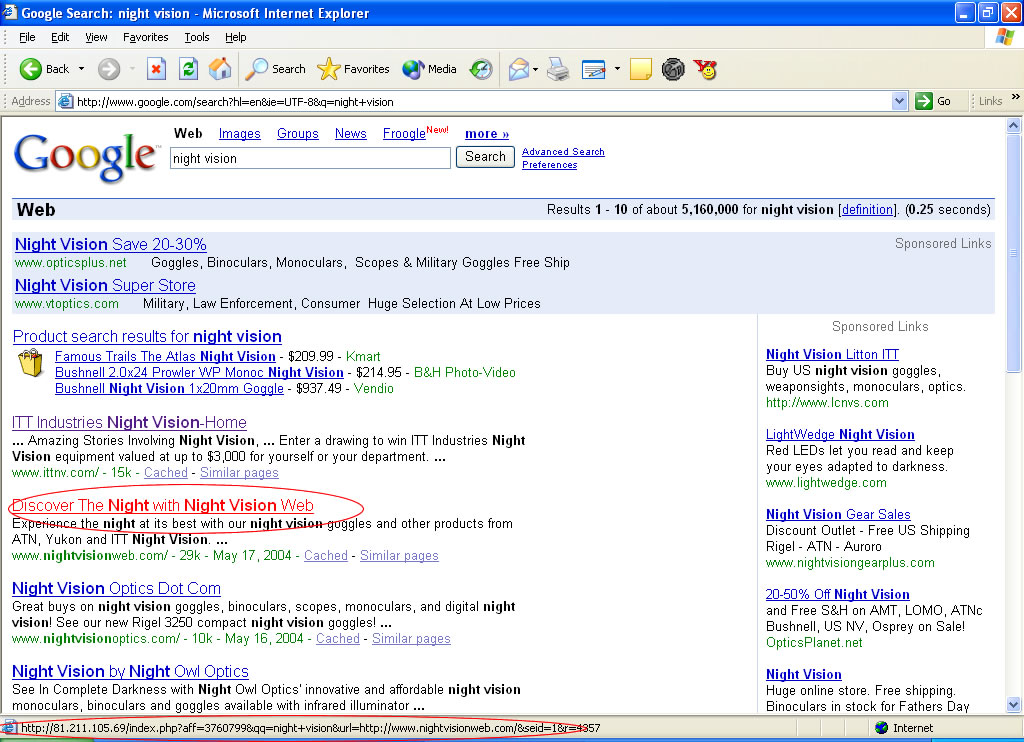 Google Search: night vision - Microsoft Internet Explorer
File Edit View Favorites Tools Help
Back Search Favorites Media
Address http://www.google.com/search?hl=en&ie=UTF-8&q=night+vision Go Links »
Google™ Web Images Groups News Froogle New! more »
night vision Search Advanced Search
Preferences
Web Results 1 - 10 of about 5,160,000 for night vision [definition]. (0.25 seconds)
Night Vision Save 20-30% Sponsored Links
www.opticsplus.net Goggles, Binoculars, Monoculars, Scopes & Military Goggles Free Ship
Night Vision Super Store
www.vtoptics.com Military, Law Enforcement, Consumer Huge Selection At Low Prices
Product search results for night vision
Famous Trails The Atlas Night Vision - $209.99 - Kmart
Bushnell 2.0x24 Prowler WP Monoc Night Vision - $214.95 - B&H Photo-Video
Bushnell Night Vision 1x20mm Goggle - $937.49 - Vendio
ITT Industries Night Vision-Home
... Amazing Stories Involving Night Vision, ... Enter a drawing to win ITT Industries Night
Vision equipment valued at up to $3,000 for yourself or your department. ...
www.ittnv.com/ - 15k - Cached - Similar pages
Discover The Night with Night Vision Web
Experience the night at its best with our night vision goggles and other products from
ATN, Yukon and ITT Night Vision. ...
www.nightvisionweb.com/ - 29k - May 17, 2004 - Cached - Similar pages
Night Vision Optics Dot Com
Great buys on night vision goggles, binoculars, scopes, monoculars, and digital night
vision! See our new Rigel 3250 compact night vision goggles! ...
www.nightvisionoptics.com/ - 10k - May 16, 2004 - Cached - Similar pages
Night Vision by Night Owl Optics
See In Complete Darkness with Night Owl Optics' innovative and affordable night vision
monoculars, binoculars and goggles available with infrared illuminator ...
Sponsored Links
Night Vision Litton ITT
Buy US night vision goggles,
weaponsights, monoculars, optics.
http://www.lcnvs.com
LightWedge Night Vision
Red LEDs let you read and keep
your eyes adapted to darkness.
www.lightwedge.com
Night Vision Gear Sales
Discount Outlet - Free US Shipping
Rigel - ATN - Auroro
www.nightvisiongearplus.com
20-50% Off Night Vision
and Free S&H on AMT, LOMO, ATNc
Bushnell, US NV, Osprey on Sale!
OpticsPlanet.net
Night Vision
Huge online store. Free shipping.
Binoculars in stock for Fathers Day
http://81.211.105.69/index.php?aff=3760799&qq=night+vision&url=http://www.nightvisionweb.com/&seid=1&r=4357 Internet